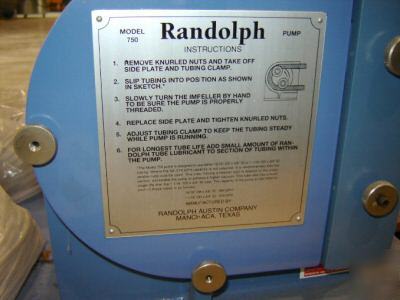 MODEL
750
Randolph
PUMP
INSTRUCTIONS
1. REMOVE KNURLED NUTS AND TAKE OFF
SIDE PLATE AND TUBING CLAMP.
2. SLIP TUBING INTO POSITION AS SHOWN
IN SKETCH.*
3. SLOWLY TURN THE IMPELLER BY HAND
TO BE SURE THE PUMP IS PROPERLY
THREADED.
4. REPLACE SIDE PLATE AND TIGHTEN KNURLED NUTS.
5. ADJUST TUBING CLAMP TO KEEP THE TUBING STEADY
WHILE PUMP IS RUNNING.
6. FOR LONGEST TUBE LIFE ADD SMALL AMOUNT OF RAN-
DOLPH TUBE LUBRICANT TO SECTION OF TUBING WITHIN
THE PUMP.
MANUFACTURED BY
RANDOLPH AUSTIN COMPANY
MANCHACA, TEXAS